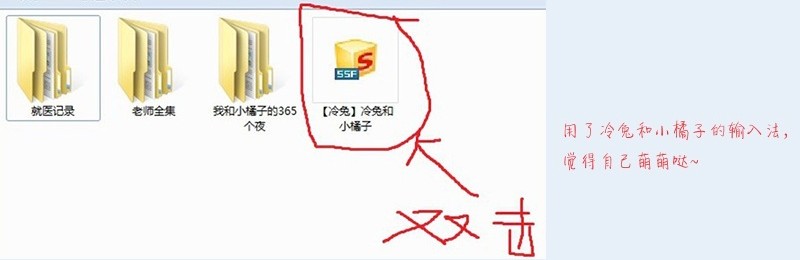 就医记录
老师全集
我和小橘子的365
个夜
SSF
S
【冷兔】冷兔和
小橘子
双击
用了冷兔和小橘子的输入法，
觉得自己萌萌哒~